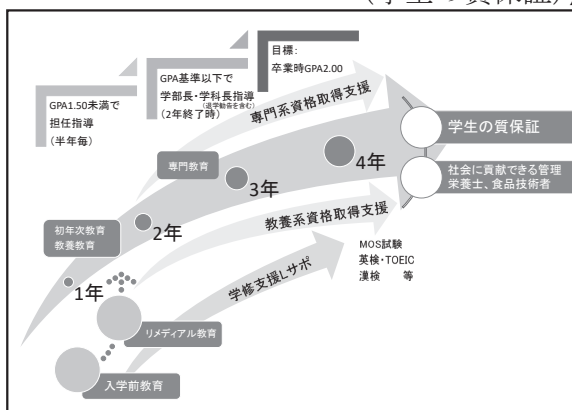 (学生の質保証)
目標:
卒業時GPA2.00
GPA基準以下で
学部長・学科長指導
(退学勧告を含む)
(2年終了時)
GPA1.50未満で
担任指導
(半年毎)
専門系資格取得支援
学生の質保証
社会に貢献できる管理
栄養士、食品技術者
専門教育
4年
3年
初年次教育
教養教育
2年
教養系資格取得支援
MOS試験
英検・TOEIC
漢検 等
1年
学修支援Lサポ
リメディアル教育
入学前教育